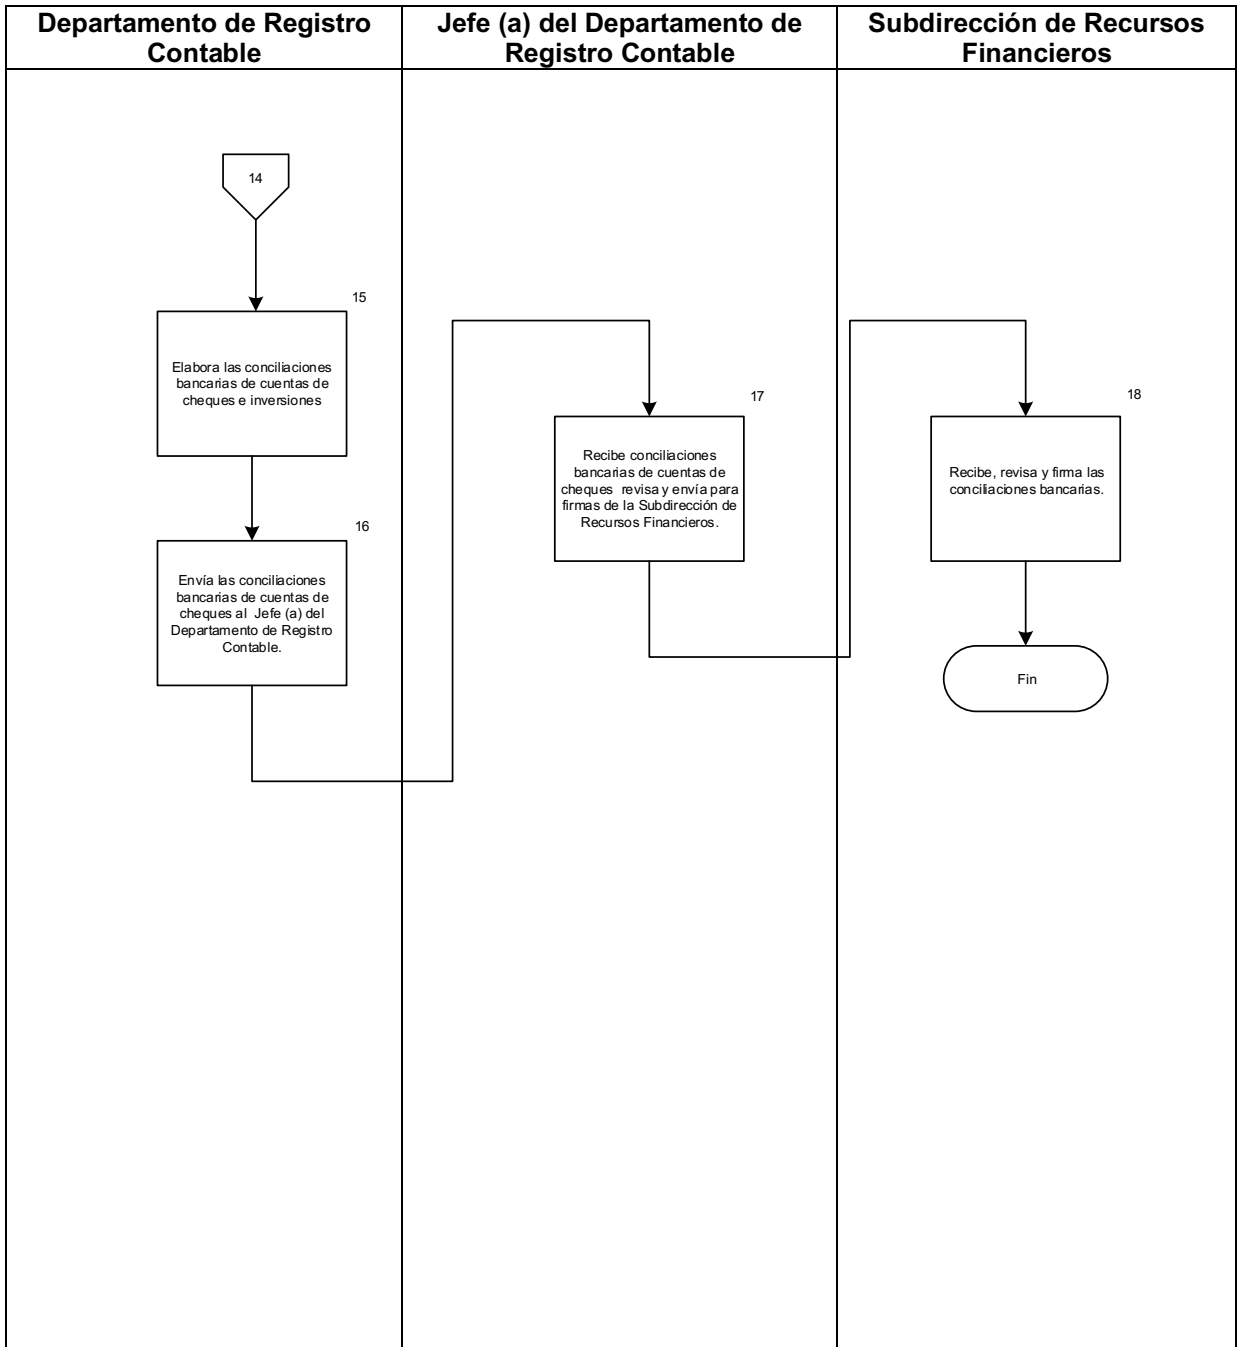 Departamento de Registro
Contable
Jefe (a) del Departamento de
Registro Contable
Subdirección de Recursos
Financieros
14
15
Elabora las conciliaciones
bancarias de cuentas de
cheques e inversiones
16
Envía las conciliaciones
bancarias de cuentas de
cheques al Jefe (a) del
Departamento de Registro
Contable.
17
Recibe conciliaciones
bancarias de cuentas de
cheques revisa y envía para
firmas de la Subdirección de
Recursos Financieros.
18
Recibe, revisa y firma las
conciliaciones bancarias.
Fin